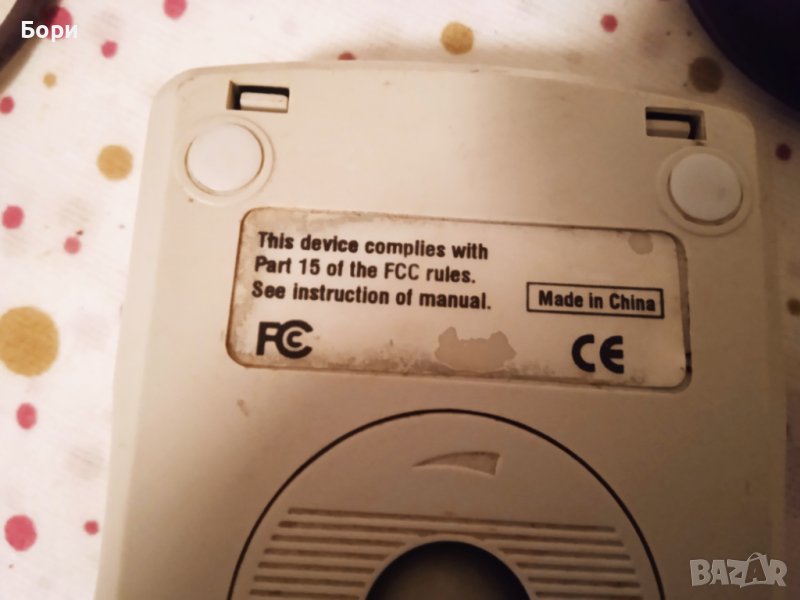 Бори
This device complies with
Part 15 of the FCC rules.
See instruction of manual.
Made in China
FC
CE
BAZAR